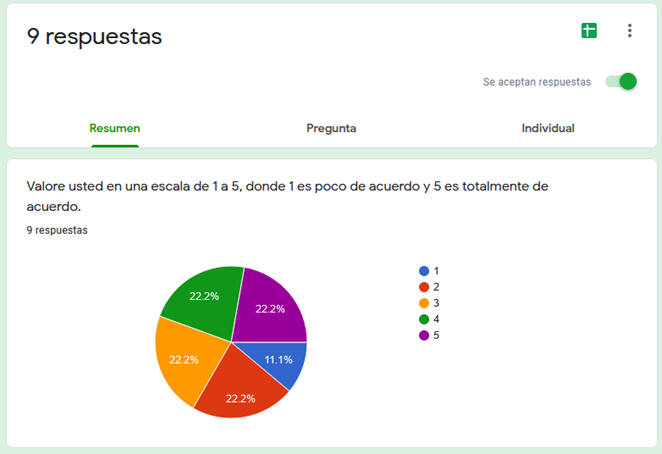 9 respuestas
Se aceptan respuestas
Resumen
Pregunta
Individual
Valore usted en una escala de 1 a 5, donde 1 es poco de acuerdo y 5 es totalmente de
acuerdo.
9 respuestas
22.2%
22.2%
22.2%
11.1%
22.2%
1
2
3
4
5